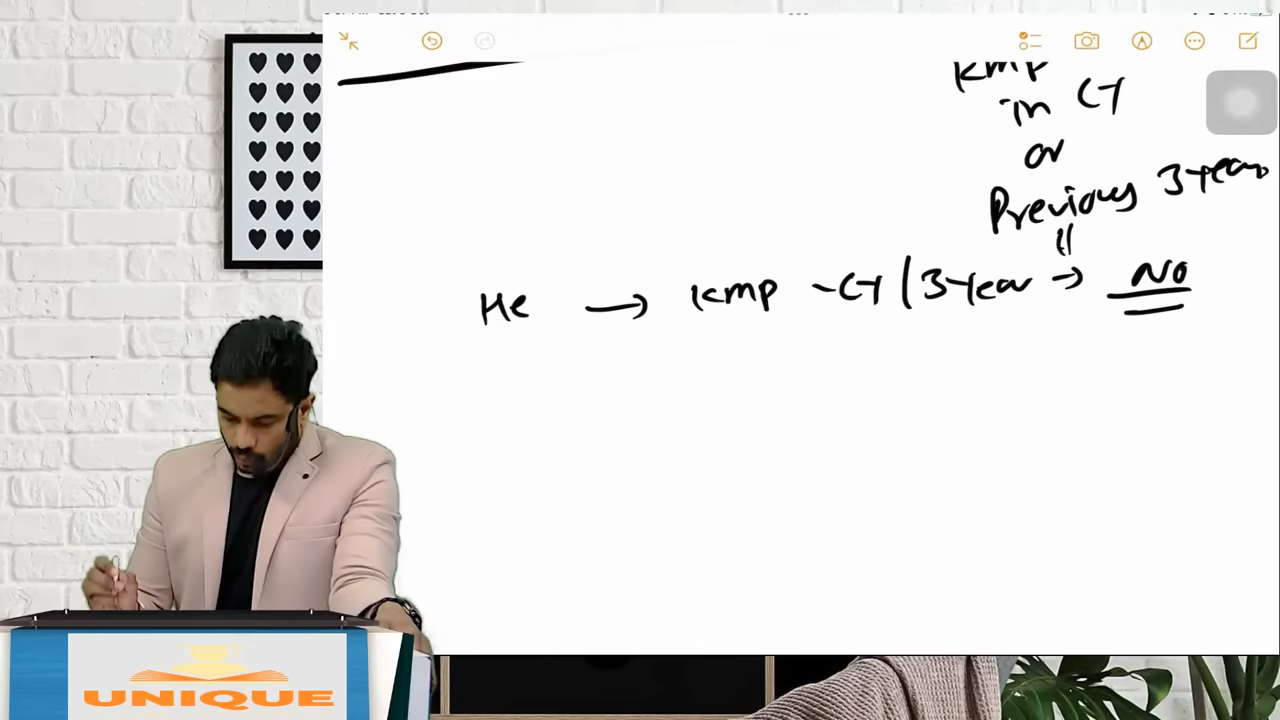 Kmp
in CY
or
Previous 3 years
He → Kmp - CY / 3 Year → No
UNIQUE